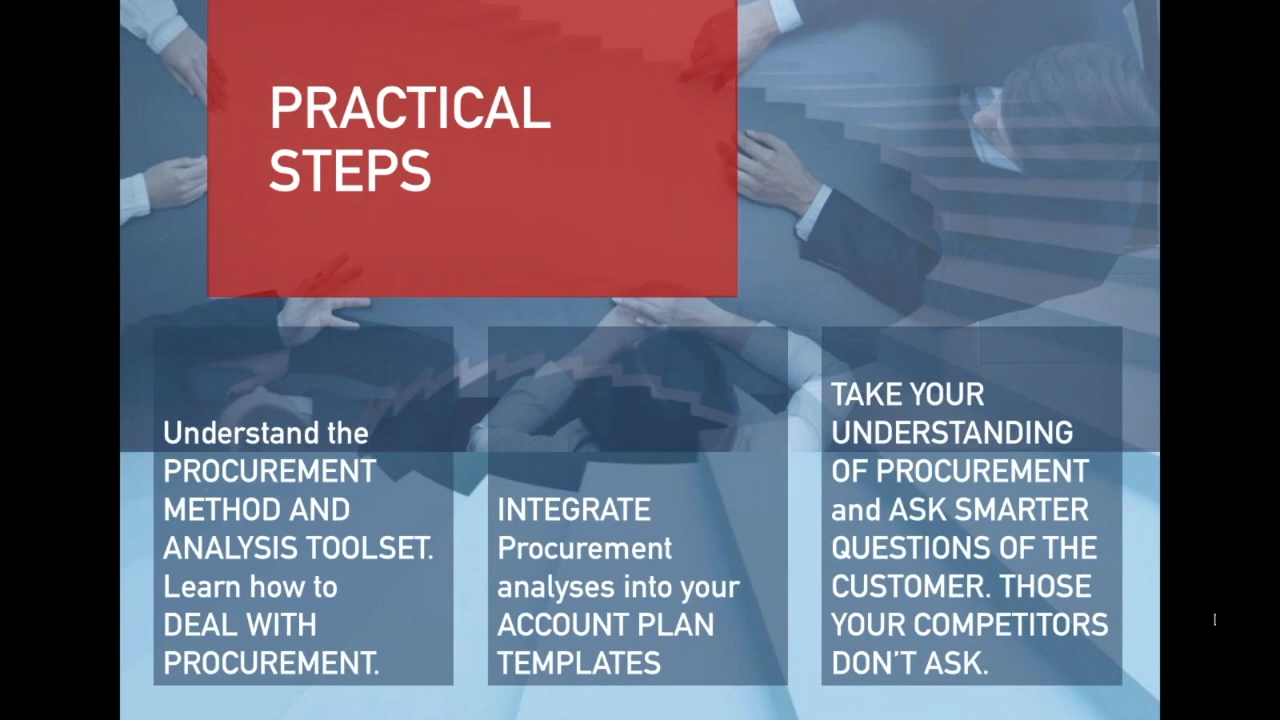 PRACTICAL
STEPS
Understand the
PROCUREMENT
METHOD AND
ANALYSIS TOOLSET.
Learn how to
DEAL WITH
PROCUREMENT.
INTEGRATE
Procurement
analyses into your
ACCOUNT PLAN
TEMPLATES
TAKE YOUR
UNDERSTANDING
OF PROCUREMENT
and ASK SMARTER
QUESTIONS OF THE
CUSTOMER. THOSE
YOUR COMPETITORS
DON’T ASK.